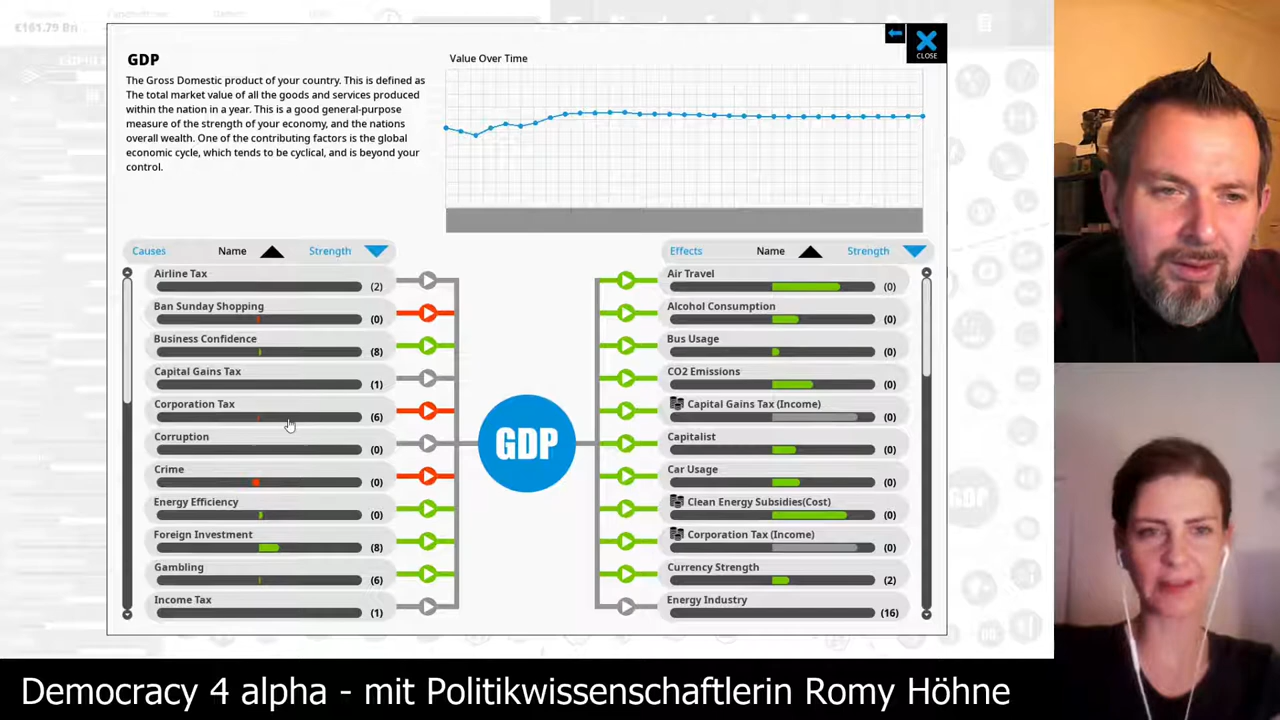 €161.79 Bn
GDP
The Gross Domestic product of your country. This is defined as
The total market value of all the goods and services produced
within the nation in a year. This is a good general-purpose
measure of the strength of your economy, and the nations
overall wealth. One of the contributing factors is the global
economic cycle, which tends to be cyclical, and is beyond your
control.
Value Over Time
CLOSE
Causes Name Strength
Airline Tax
(2)
Ban Sunday Shopping
(0)
Business Confidence
(8)
Capital Gains Tax
(1)
Corporation Tax
(6)
Corruption
(0)
Crime
(0)
Energy Efficiency
(0)
Foreign Investment
(8)
Gambling
(6)
Income Tax
(1)
GDP
Effects Name Strength
Air Travel
(0)
Alcohol Consumption
(0)
Bus Usage
(0)
CO2 Emissions
(0)
Capital Gains Tax (Income)
(0)
Capitalist
(0)
Car Usage
(0)
Clean Energy Subsidies(Cost)
(0)
Corporation Tax (Income)
(0)
Currency Strength
(2)
Energy Industry
(16)
GDP
Democracy 4 alpha - mit Politikwissenschaftlerin Romy Höhne